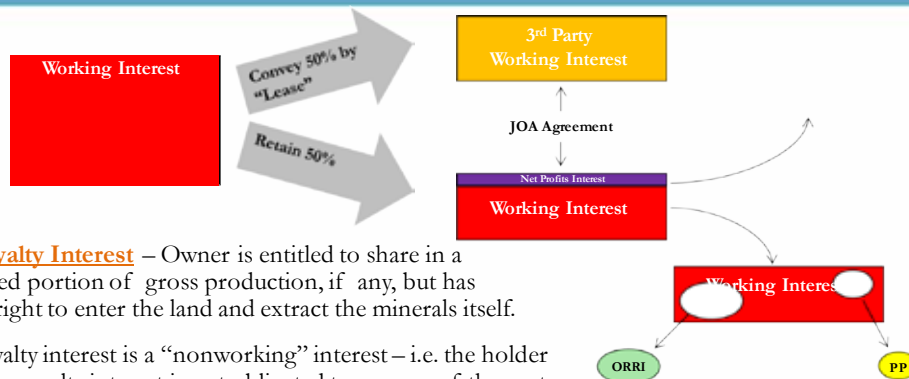 Working Interest
Convey 50% by
“Lease”
Retain 50%
3rd Party
Working Interest
JOA Agreement
Net Profits Interest
Working Interest
yalty Interest – Owner is entitled to share in a
ed portion of gross production, if any, but has
right to enter the land and extract the minerals itself.
yalty interest is a “nonworking” interest – i.e. the holder
Working Interes
ORRI
PP